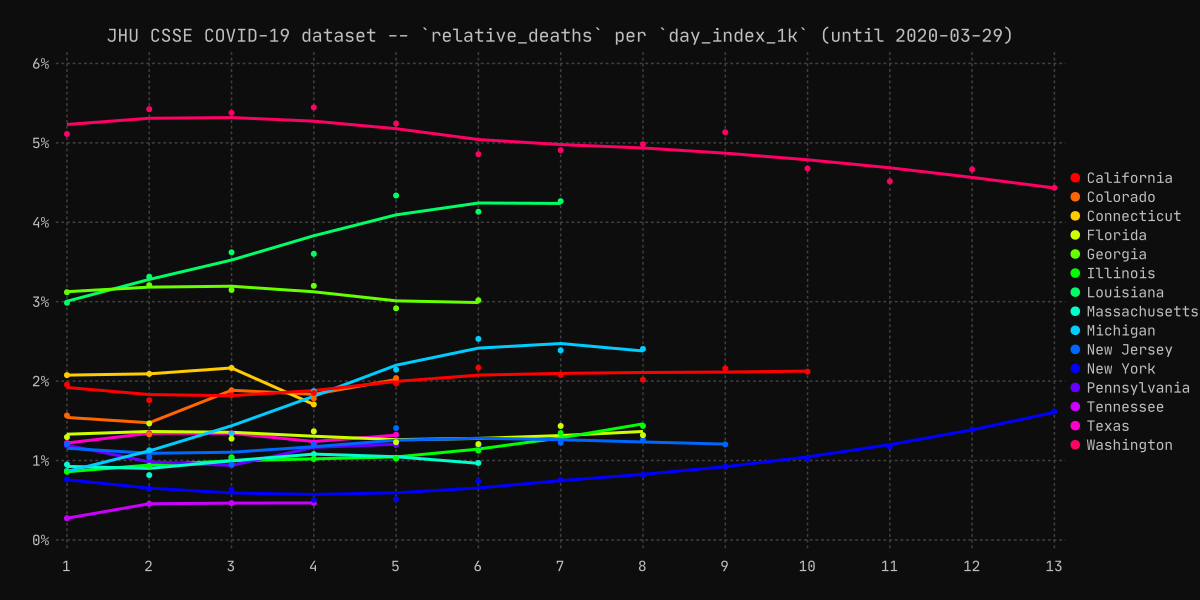 JHU CSSE COVID-19 dataset -- `relative_deaths` per `day_index_1k` (until 2020-03-29)
6%
5%
4%
3%
2%
1%
0%
1 2 3 4 5 6 7 8 9 10 11 12 13
California
Colorado
Connecticut
Florida
Georgia
Illinois
Louisiana
Massachusetts
Michigan
New Jersey
New York
Pennsylvania
Tennessee
Texas
Washington